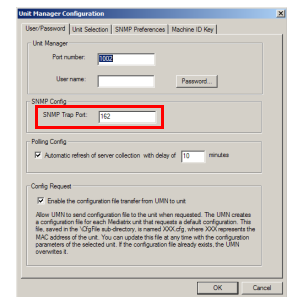 Unit Manager Configuration
User/Password Unit Selection SNMP Preferences Machine ID Key
Unit Manager
Port number: 1002
User name: Password...
SNMP Config
SNMP Trap Port: 162
Polling Config
Automatic refresh of server collection with delay of 10 minutes
Config Request
Enable the configuration file transfer from UMN to unit
Allow UMN to send configuration file to the unit when requested. The UMN creates
a configuration file for each Mediatrix unit that requests a default configuration. This
file, saved in the \CfgFile sub-directory, is named XXX.cfg, where XXX represents the
MAC address of the unit. You can update this file at any time with the configuration
parameters of the selected unit. If the configuration file already exists, the UMN
overwrites it.
OK Cancel